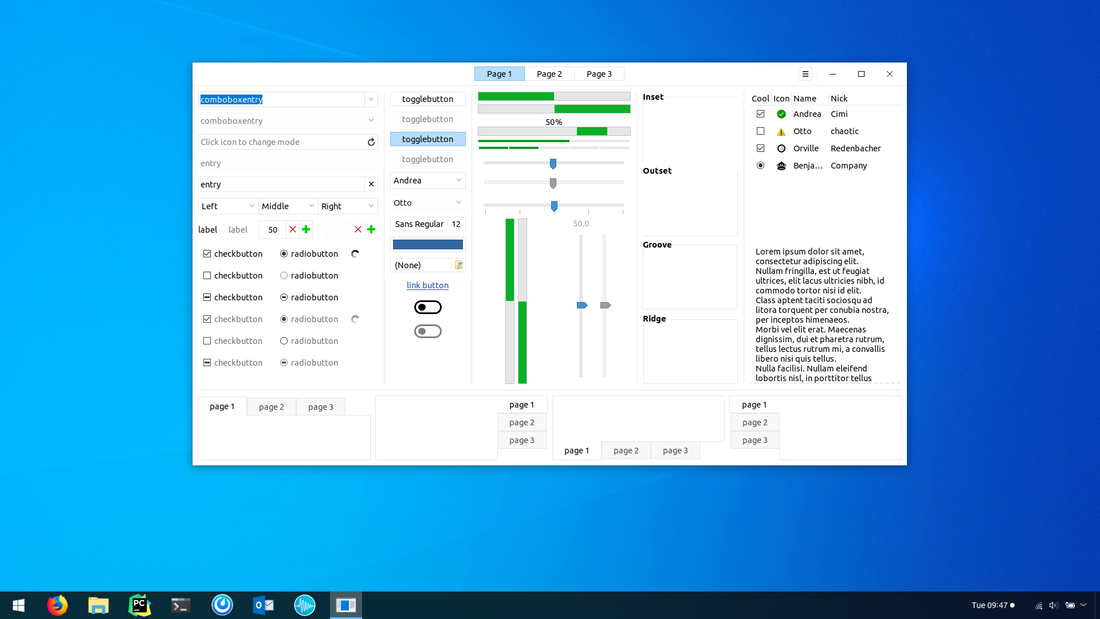 Page 1
Page 2
Page 3
comboboxentry
comboboxentry
Click icon to change mode
entry
entry
Left
Middle
Right
label
label
50
checkbutton
radiobutton
checkbutton
radiobutton
checkbutton
radiobutton
checkbutton
radiobutton
checkbutton
radiobutton
checkbutton
radiobutton
togglebutton
togglebutton
togglebutton
togglebutton
Andrea
Otto
Sans Regular 12
(None)
link button
50%
50.0
Inset
Outset
Groove
Ridge
Cool Icon Name Nick
Andrea Cimi
Otto chaotic
Orville Redenbacher
Benja... Company
Lorem ipsum dolor sit amet,
consectetur adipiscing elit.
Nullam fringilla, est ut feugiat
ultrices, elit lacus ultricies nibh, id
commodo tortor nisi id elit.
Class aptent taciti sociosqu ad
litora torquent per conubia nostra,
per inceptos himenaeos.
Morbi vel elit erat. Maecenas
dignissim, dui et pharetra rutrum,
tellus lectus rutrum mi, a convallis
libero nisi quis tellus.
Nulla facilisi. Nullam eleifend
lobortis nisl, in porttitor tellus
page 1
page 2
page 3
page 1
page 2
page 3
page 1
page 2
page 3
page 1
page 2
page 3
PC
Tue 09:47